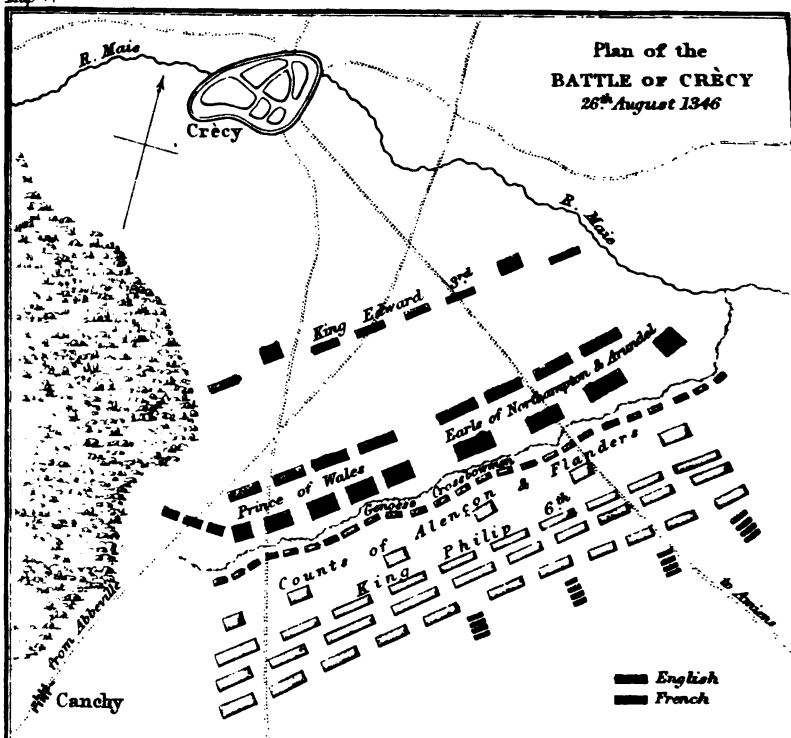 Plan of the
BATTLE OF CRÈCY
26th August 1346
R. Maie
Crècy
R. Maie
King Edward 3rd
Earls of Northampton & Arundel
Prince of Wales
Genoese Crossbowmen
Counts of Alençon & Flanders
King Philip 6th
from Abbeville
to Amiens
Canchy
English
French